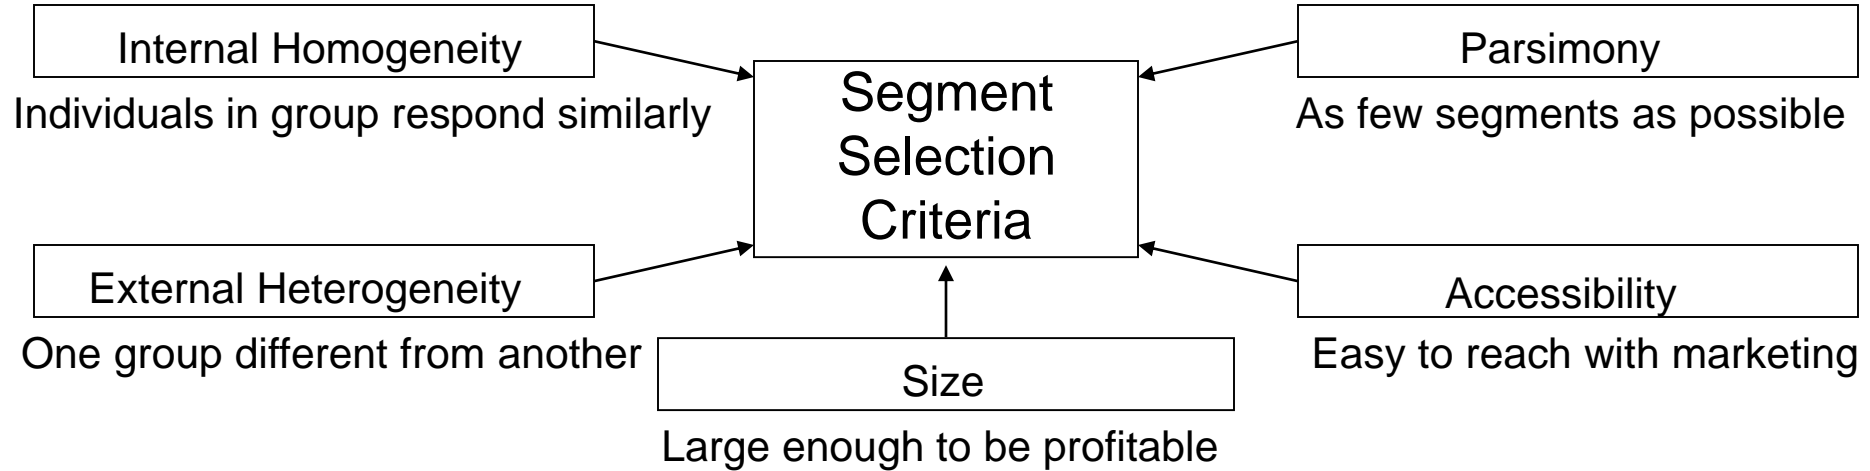 Internal Homogeneity
Individuals in group respond similarly
External Heterogeneity
One group different from another
Segment
Selection
Criteria
Size
Large enough to be profitable
Parsimony
As few segments as possible
Accessibility
Easy to reach with marketing